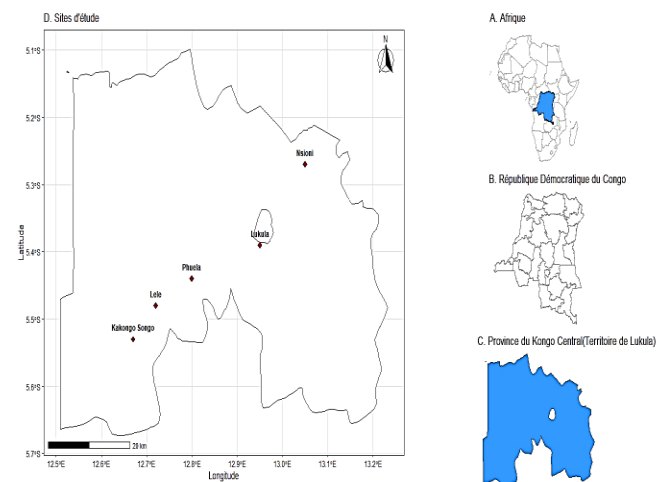 D. Sites d'étude
N
5.1°S
5.2°S
5.3°S
5.4°S
5.5°S
5.6°S
5.7°S
Latitude
Nsioni
Lukula
Phuela
Lele
Kakongo Songo
20 km
12.5°E 12.6°E 12.7°E 12.8°E 12.9°E 13.0°E 13.1°E 13.2°E
Longitude
A. Afrique
B. République Démocratique du Congo
C. Province du Kongo Central(Territoire de Lukula)